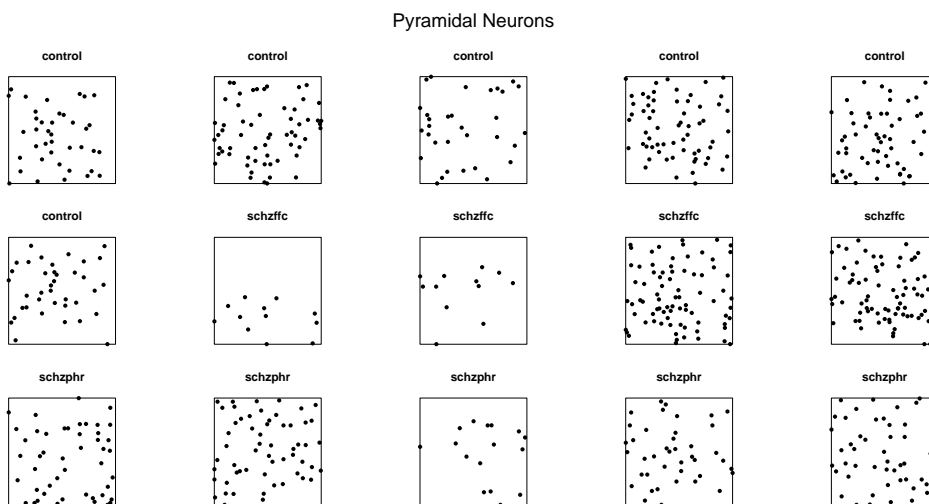 Pyramidal Neurons
control control control control control
control schzffc schzffc schzffc schzffc
schzphr schzphr schzphr schzphr schzphr